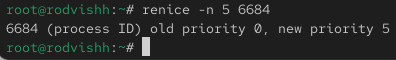 root@rodvishh:~# renice -n 5 6684
6684 (process ID) old priority 0, new priority 5
root@rodvishh:~#